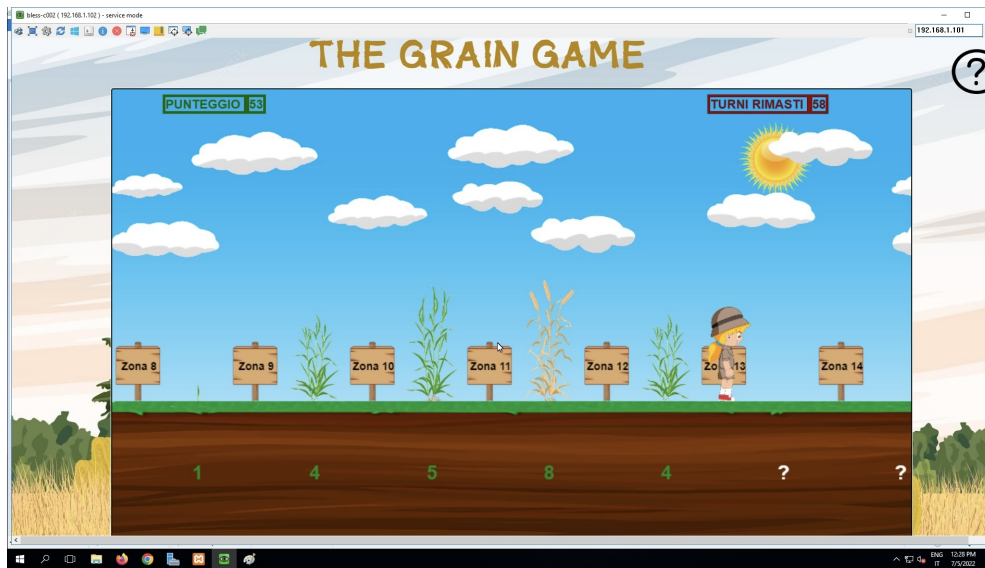 bless-c002 ( 192.168.1.102 ) - service mode
192.168.1.101
THE GRAIN GAME
?
PUNTEGGIO 53
TURNI RIMASTI 58
Zona 8
Zona 9
Zona 10
Zona 11
Zona 12
Zo 13
Zona 14
1 4 5 8 4 ? ?
ENG 12:28 PM
IT 7/5/2022